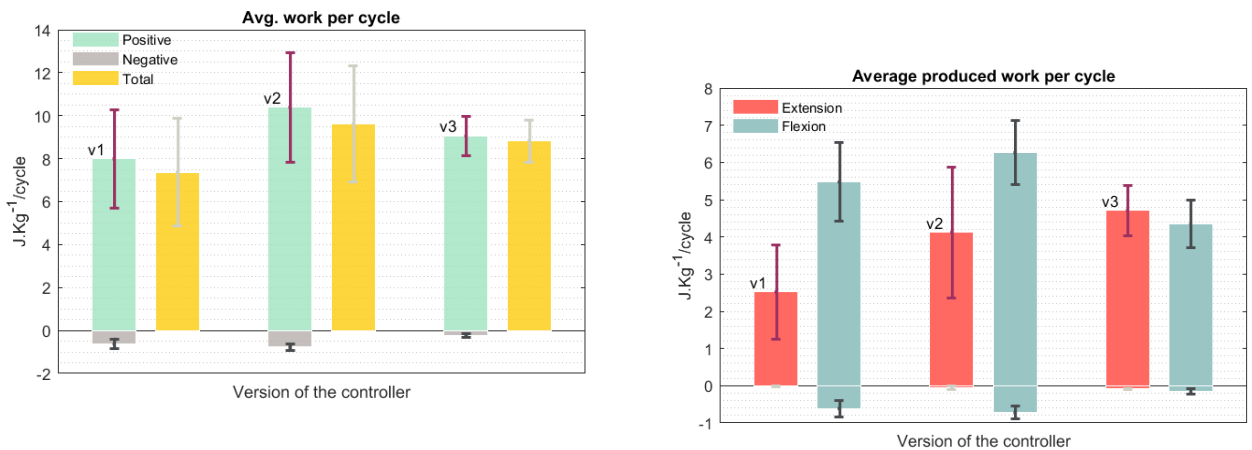 Avg. work per cycle
14
12
10
8
6
4
2
0
-2
J.Kg-1/cycle
Positive
Negative
Total
v1
v2
v3
Version of the controller
Average produced work per cycle
8
7
6
5
4
3
2
1
0
-1
J.Kg-1/cycle
Extension
Flexion
v1
v2
v3
Version of the controller